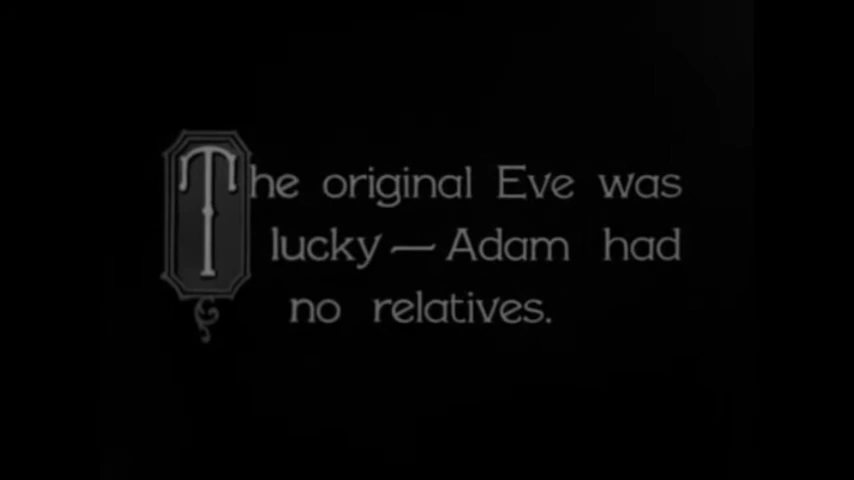 The original Eve was
lucky — Adam had
no relatives.